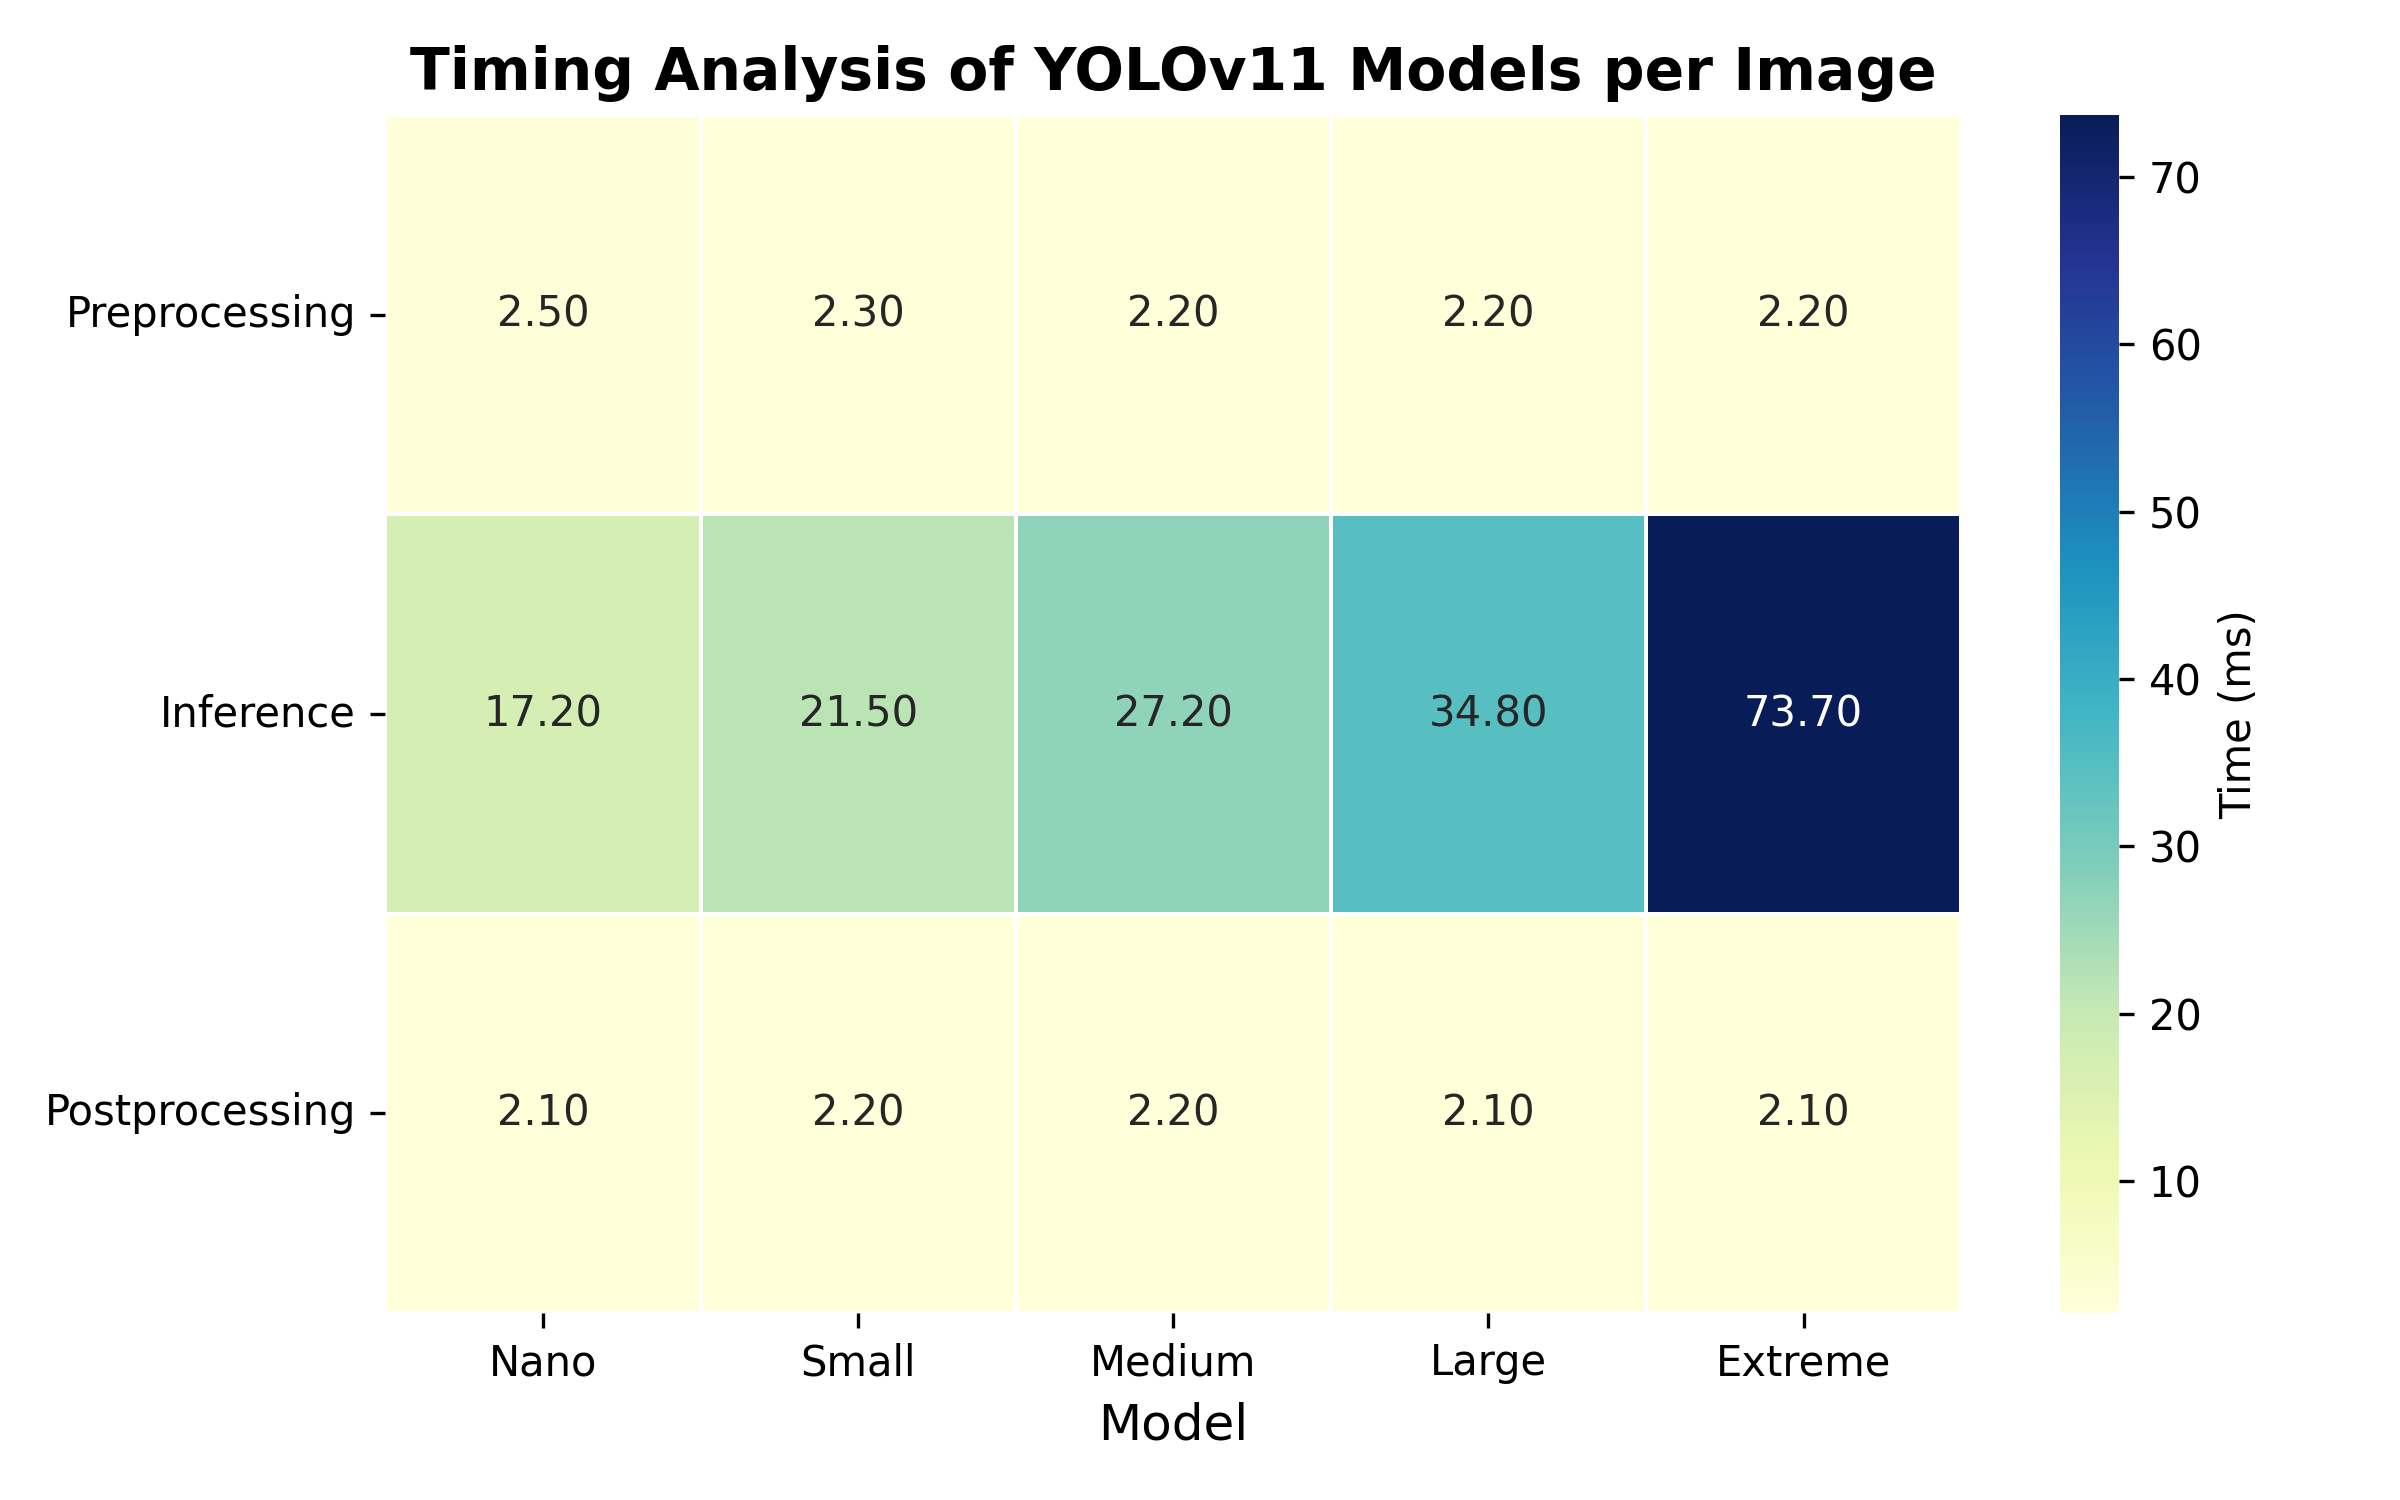 Timing Analysis of YOLOv11 Models per Image
Preprocessing 2.50 2.30 2.20 2.20 2.20
Inference 17.20 21.50 27.20 34.80 73.70
Postprocessing 2.10 2.20 2.20 2.10 2.10
Nano Small Medium Large Extreme
Model
70
60
50
40
30
20
10
Time (ms)